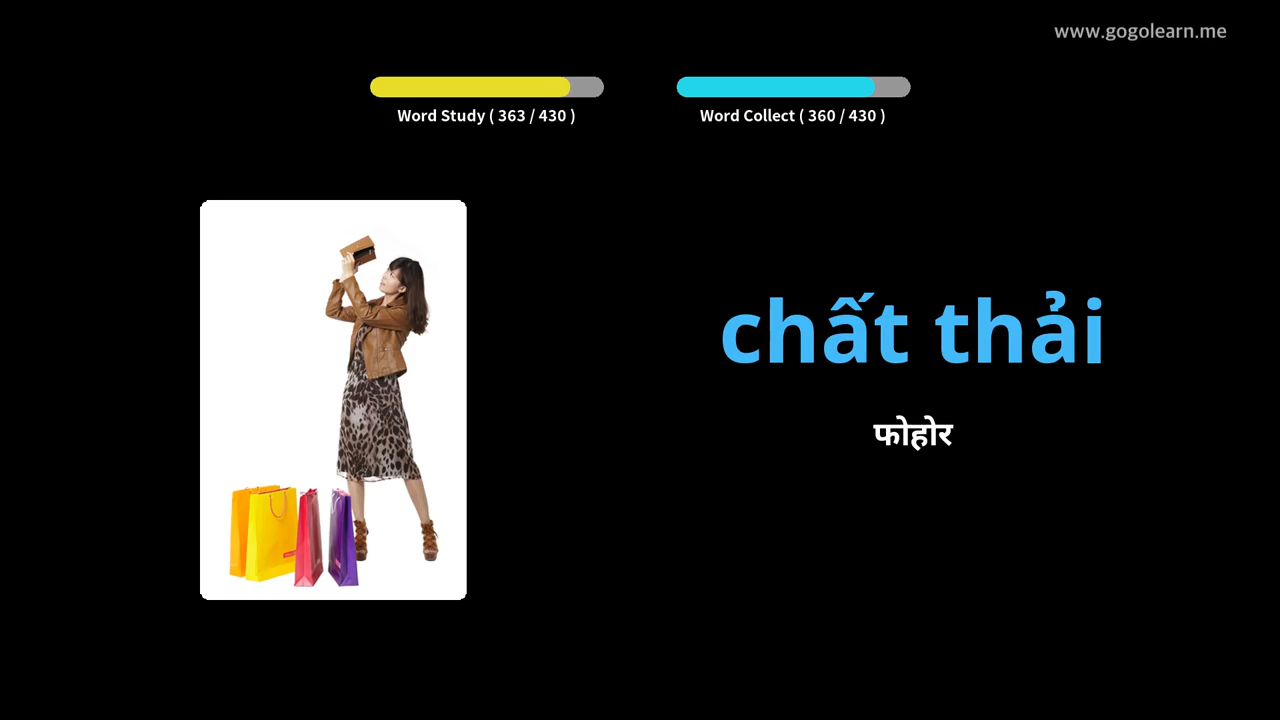 www.gogolearn.me
Word Study ( 363 / 430 )
Word Collect ( 360 / 430 )
chất thải
फोहोर